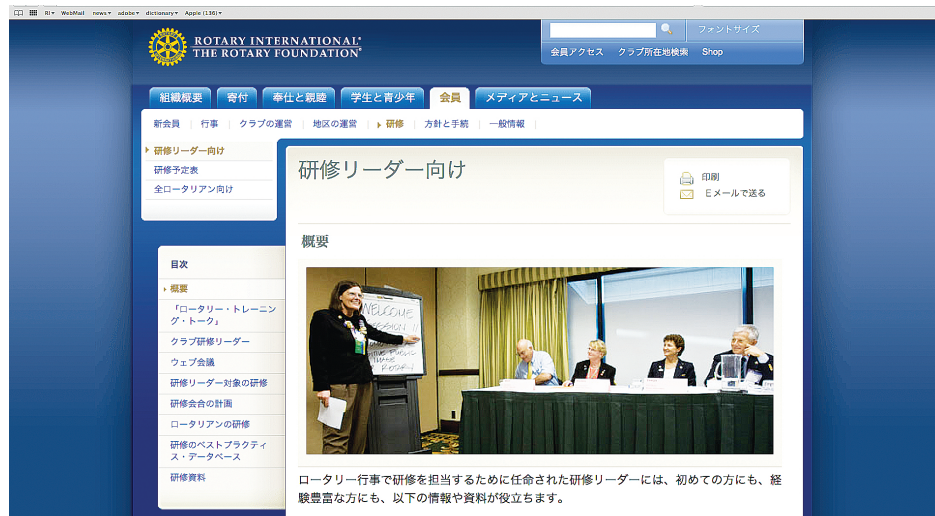 RI▾ WebMail news▾ adobe▾ dictionary▾ Apple (136)▾
ROTARY INTERNATIONAL®
THE ROTARY FOUNDATION®
フォントサイズ
会員アクセス クラブ所在地検索 Shop
組織概要 寄付 奉仕と親睦 学生と青少年 会員 メディアとニュース
新会員 行事 クラブの運営 地区の運営 研修 方針と手続 一般情報
研修リーダー向け
研修予定表
全ロータリアン向け
研修リーダー向け
印刷
Eメールで送る
目次
概要
「ロータリー・トレーニン
グ・トーク」
クラブ研修リーダー
ウェブ会議
研修リーダー対象の研修
研修会合の計画
ロータリアンの研修
研修のベストプラクティ
ス・データベース
研修資料
概要
WELCOME
ロータリー行事で研修を担当するために任命された研修リーダーには、初めての方にも、経
験豊富な方にも、以下の情報や資料が役立ちます。